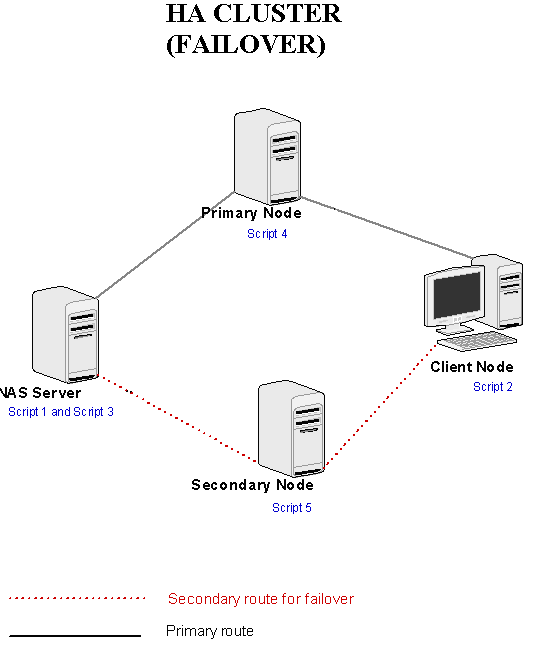 HA CLUSTER
(FAILOVER)
Primary Node
Script 4
Client Node
Script 2
NAS Server
Script 1 and Script 3
Secondary Node
Script 5
Secondary route for failover
Primary route